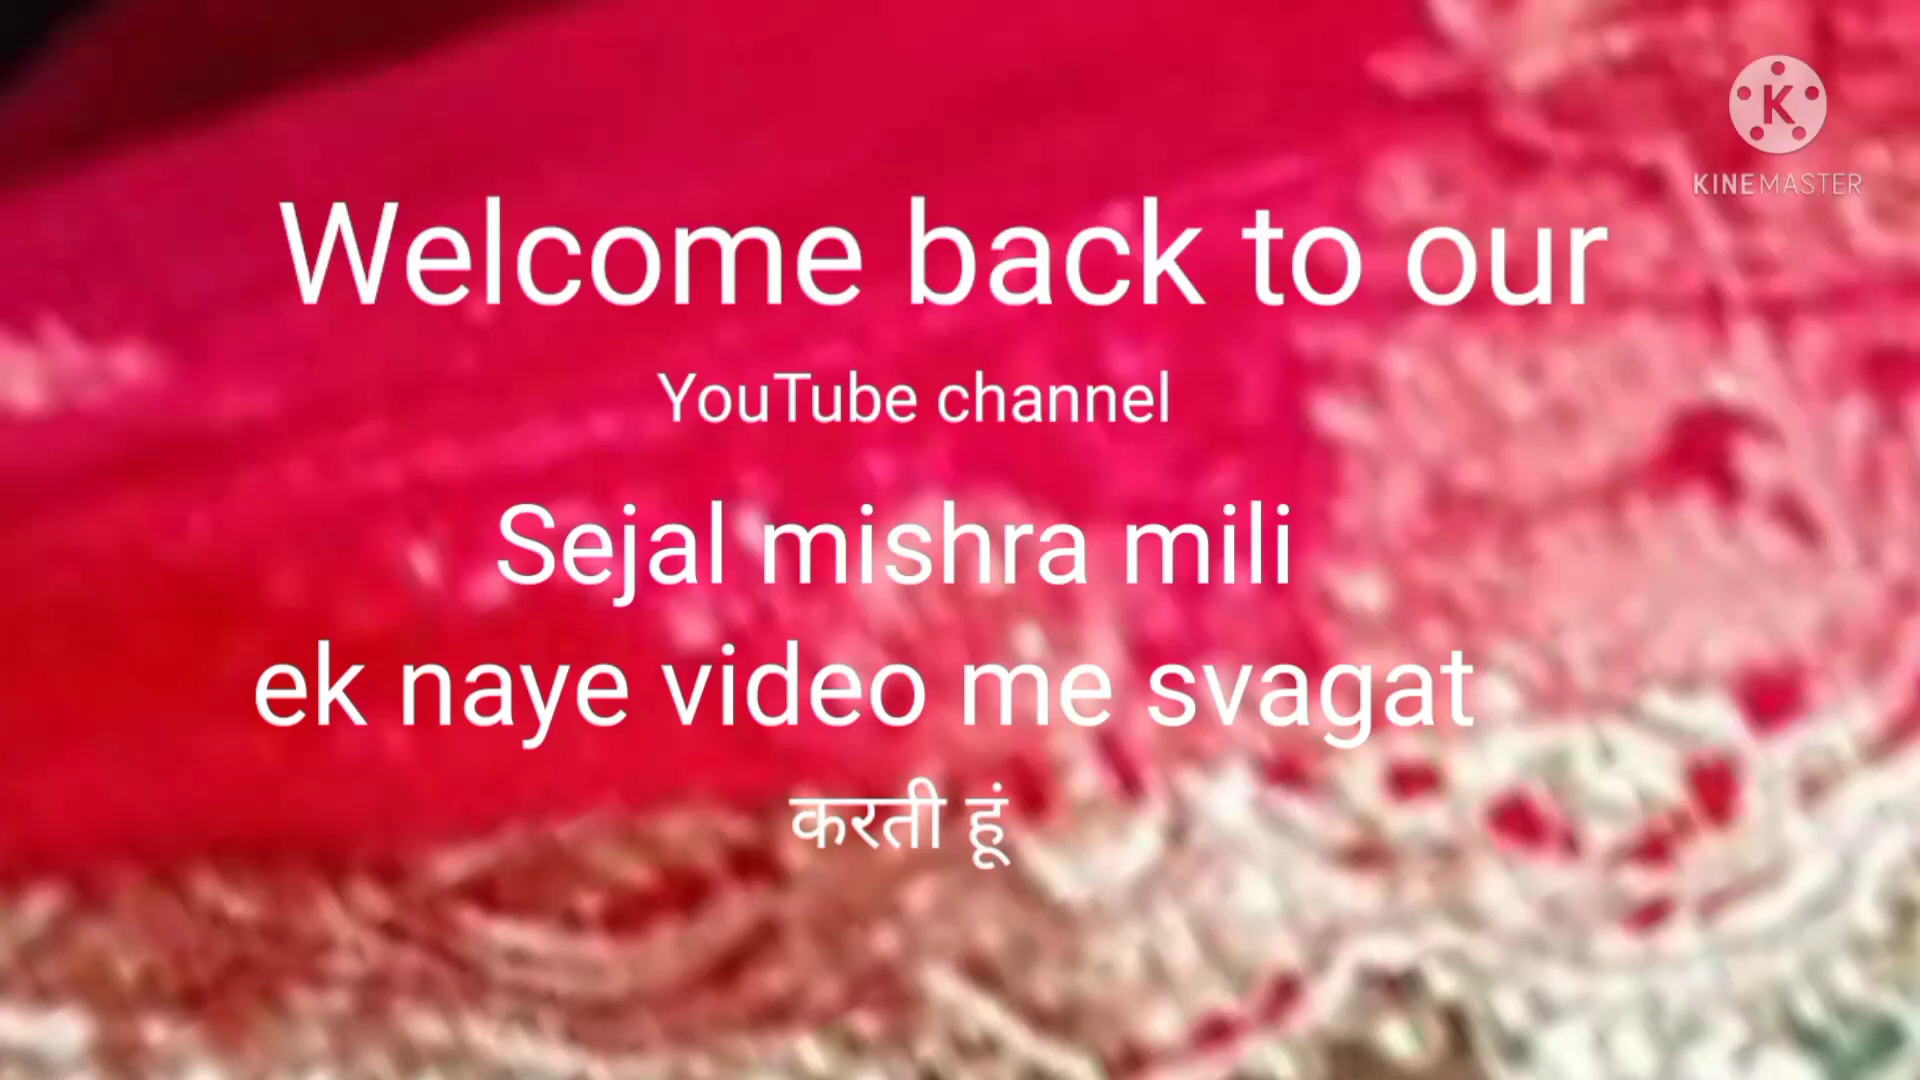 KINEMASTER
Welcome back to our
YouTube channel
Sejal mishra mili
ek naye video me svagat
करती हूं